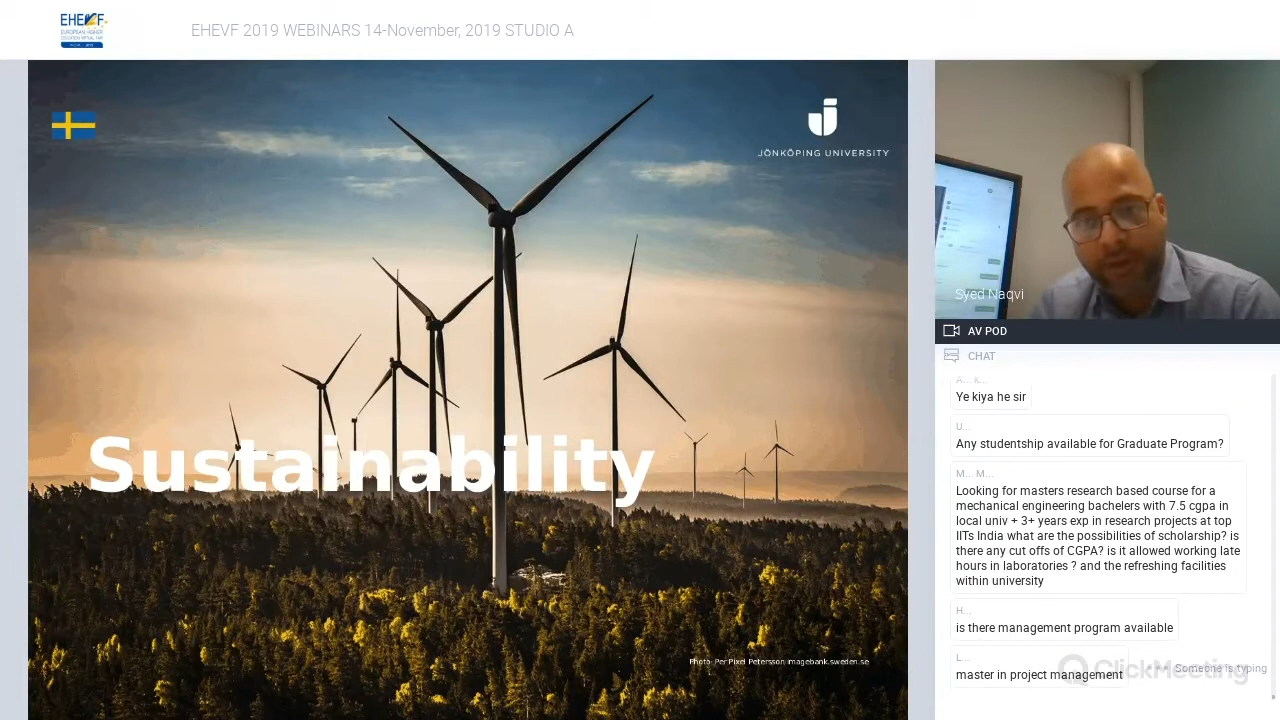 EHEVF
EUROPEAN HIGHER
EDUCATION VIRTUAL FAIR
EHEVF 2019 WEBINARS 14-November, 2019 STUDIO A
JÖNKÖPING UNIVERSITY
Sustainability
Photo: Per Pixel Petersson/imagebank.sweden.se
Syed Naqvi
AV POD
CHAT
A... k...
Ye kiya he sir
U...
Any studentship available for Graduate Program?
M... M...
Looking for masters research based course for a
mechanical engineering bachelers with 7.5 cgpa in
local univ + 3+ years exp in research projects at top
IITs India what are the possibilities of scholarship? is
there any cut offs of CGPA? is it allowed working late
hours in laboratories ? and the refreshing facilities
within university
H...
is there management program available
L...
master in project management
ClickMeeting
Someone is typing